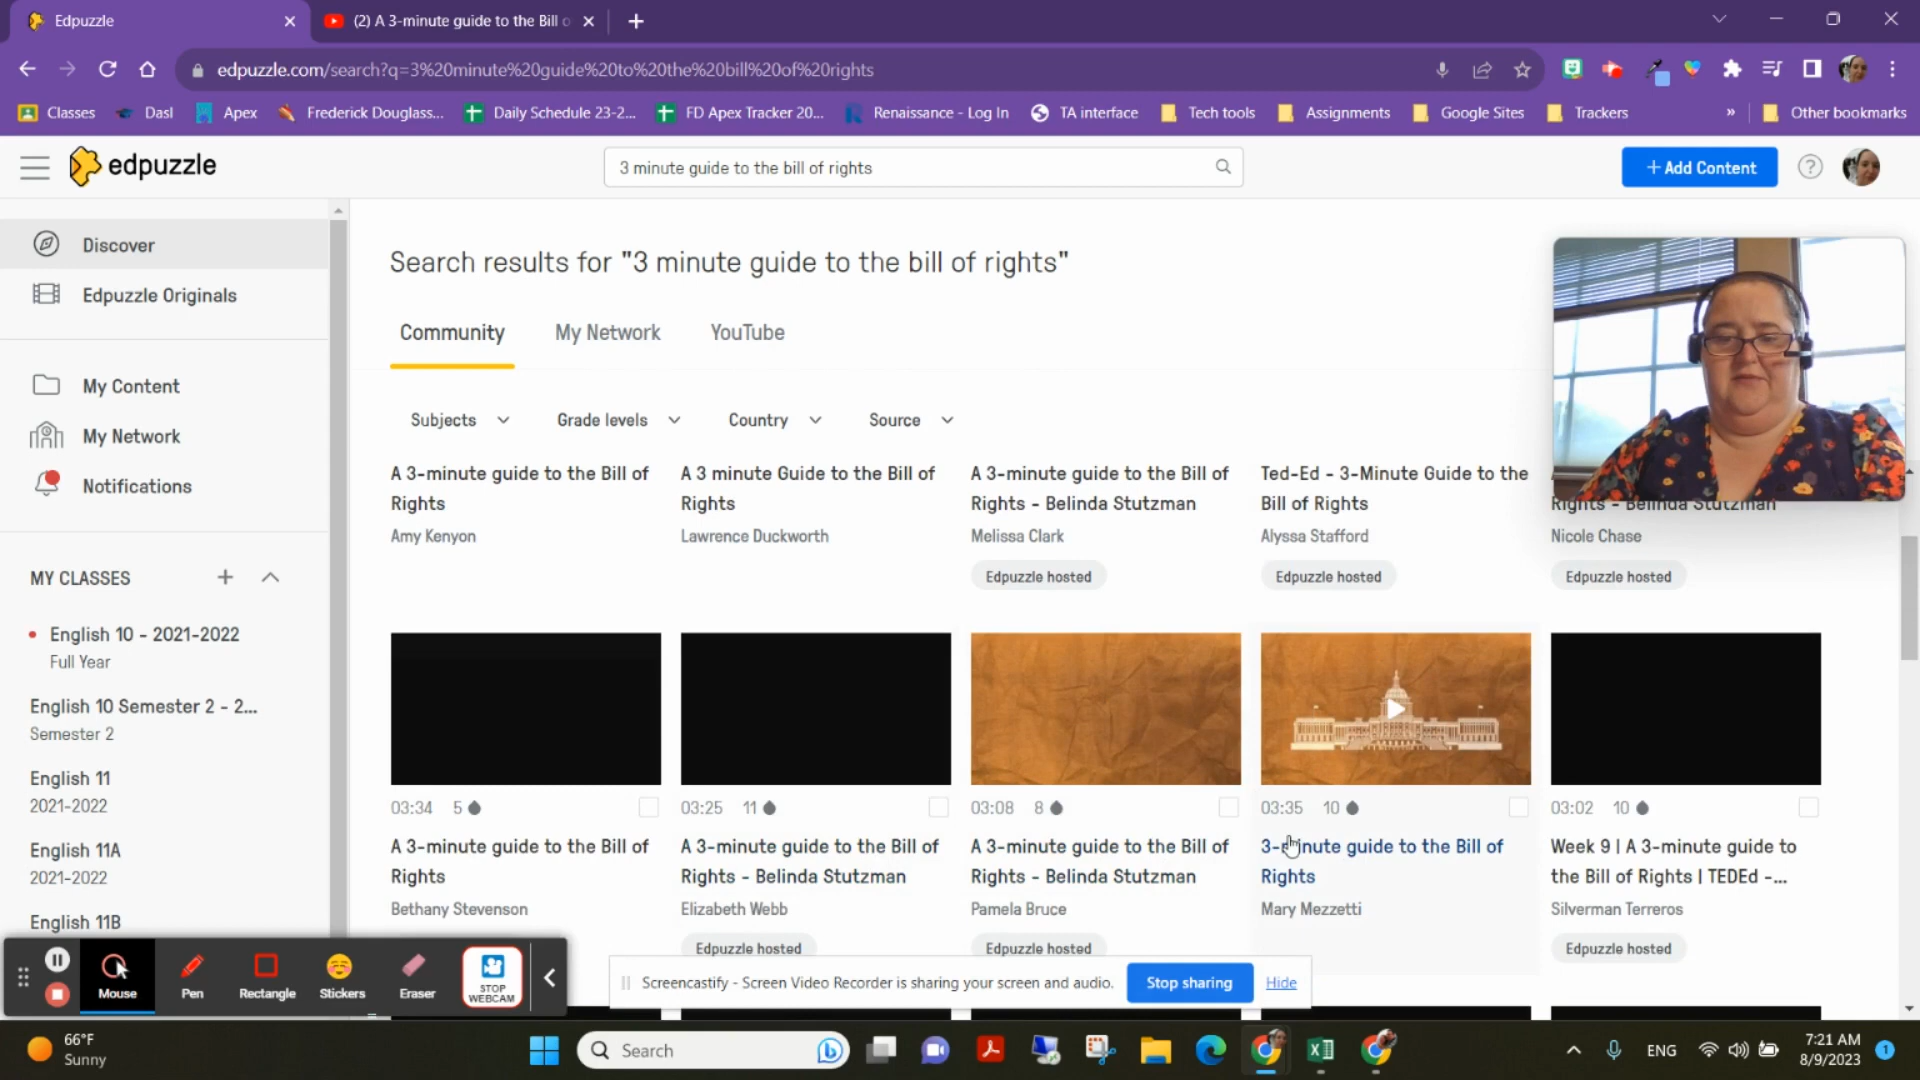 Edpuzzle
(2) A 3-minute guide to the Bill o
edpuzzle.com/search?q=3%20minute%20guide%20to%20the%20bill%20of%20rights
Classes
Dasl
Apex
Frederick Douglass...
Daily Schedule 23-2...
FD Apex Tracker 20...
Renaissance - Log In
TA interface
Tech tools
Assignments
Google Sites
Trackers
»
Other bookmarks
edpuzzle
3 minute guide to the bill of rights
+ Add Content
?
Discover
Edpuzzle Originals
My Content
My Network
Notifications
MY CLASSES
English 10 - 2021-2022
Full Year
English 10 Semester 2 - 2...
Semester 2
English 11
2021-2022
English 11A
2021-2022
English 11B
Search results for "3 minute guide to the bill of rights"
Community
My Network
YouTube
Subjects
Grade levels
Country
Source
A 3-minute guide to the Bill of
Rights
Amy Kenyon
A 3 minute Guide to the Bill of
Rights
Lawrence Duckworth
A 3-minute guide to the Bill of
Rights - Belinda Stutzman
Melissa Clark
Edpuzzle hosted
Ted-Ed - 3-Minute Guide to the
Bill of Rights
Alyssa Stafford
Edpuzzle hosted
Rights - Belinda Stutzman
Nicole Chase
Edpuzzle hosted
03:34 5
A 3-minute guide to the Bill of
Rights
Bethany Stevenson
03:25 11
A 3-minute guide to the Bill of
Rights - Belinda Stutzman
Elizabeth Webb
Edpuzzle hosted
03:08 8
A 3-minute guide to the Bill of
Rights - Belinda Stutzman
Pamela Bruce
Edpuzzle hosted
03:35 10
3-minute guide to the Bill of
Rights
Mary Mezzetti
03:02 10
Week 9 | A 3-minute guide to
the Bill of Rights | TEDEd -...
Silverman Terreros
Edpuzzle hosted
Mouse
Pen
Rectangle
Stickers
Eraser
STOP
WEBCAM
Screencastify - Screen Video Recorder is sharing your screen and audio.
Stop sharing
Hide
66°F
Sunny
Search
ENG
7:21 AM
8/9/2023
1